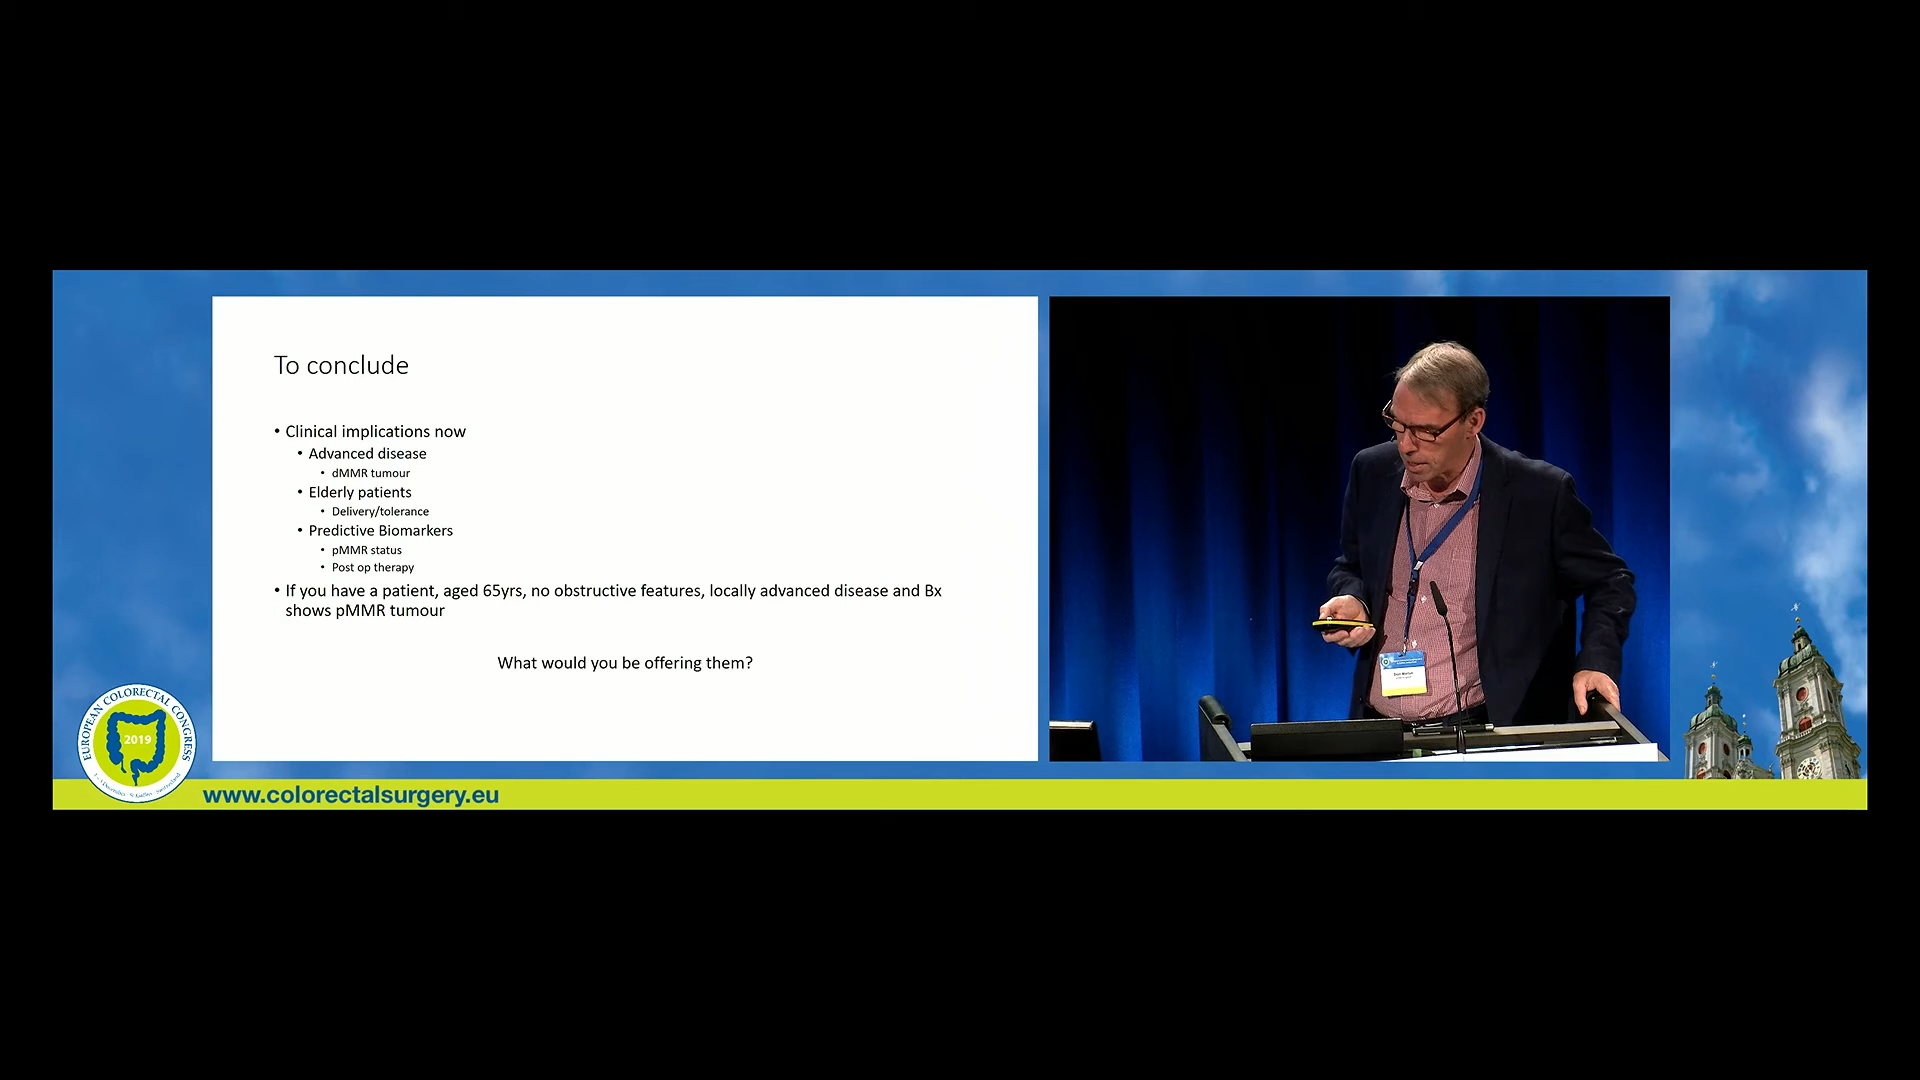 To conclude
• Clinical implications now
• Advanced disease
• dMMR tumour
• Elderly patients
• Delivery/tolerance
• Predictive Biomarkers
• pMMR status
• Post op therapy
• If you have a patient, aged 65yrs, no obstructive features, locally advanced disease and Bx
shows pMMR tumour
What would you be offering them?
EUROPEAN COLORECTAL CONGRESS
2019
www.colorectalsurgery.eu